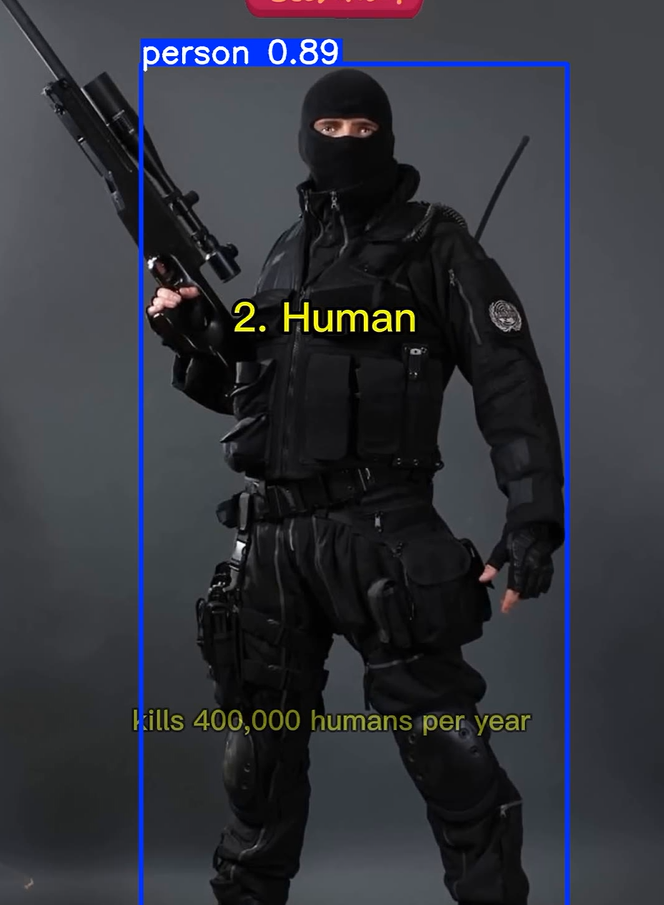 person 0.89
2. Human
kills 400,000 humans per year